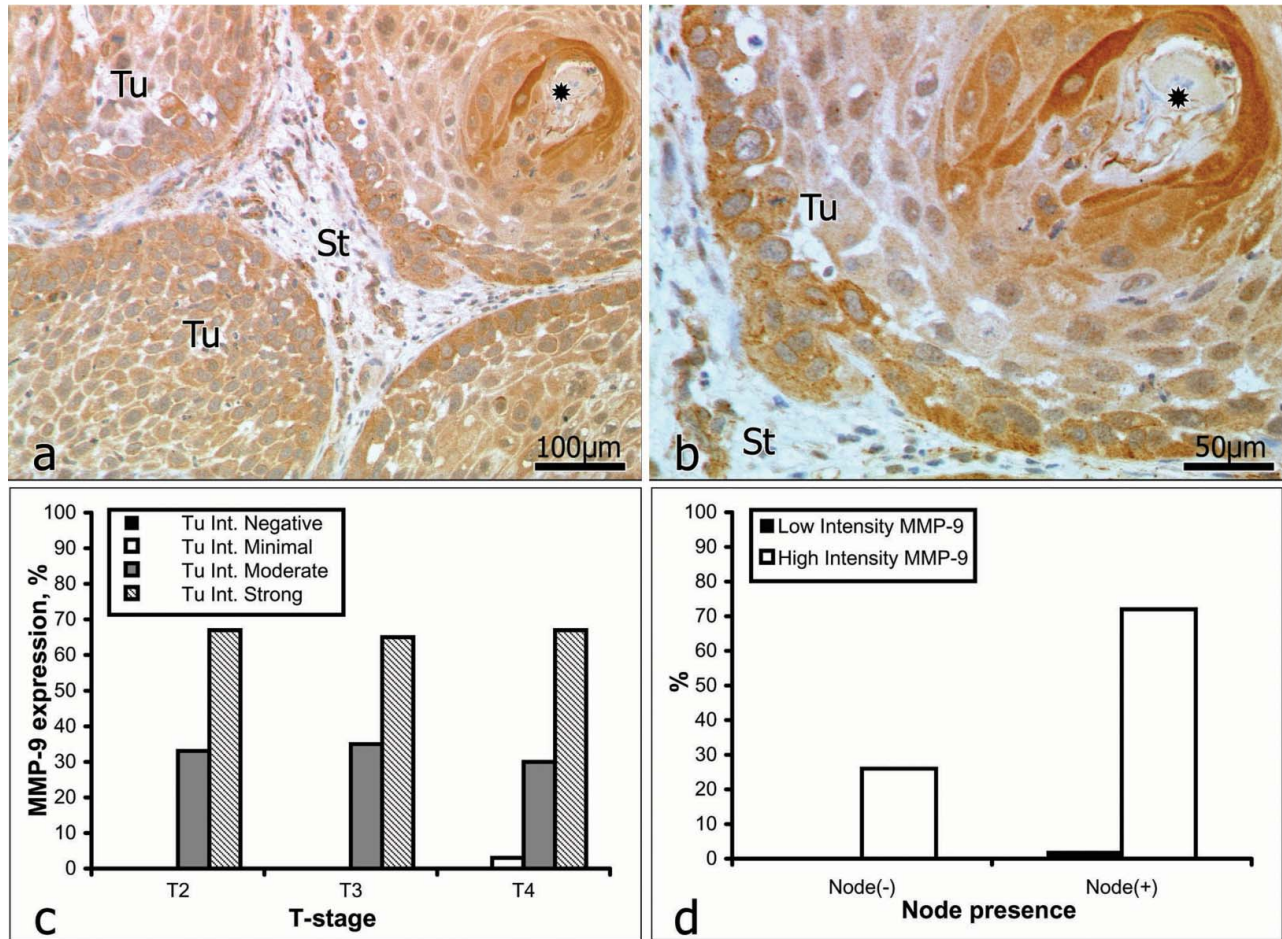 Tu
St
Tu
a
100µm
Tu
St
b
50µm
MMP-9 expression, %
100
90
80
70
60
50
40
30
20
10
0
Tu Int. Negative
Tu Int. Minimal
Tu Int. Moderate
Tu Int. Strong
T2 T3 T4
T-stage
c
%
100
90
80
70
60
50
40
30
20
10
0
Low Intensity MMP-9
High Intensity MMP-9
Node(-) Node(+)
Node presence
d